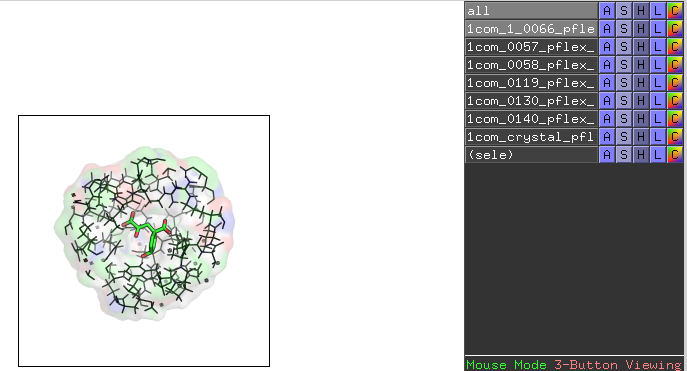 all A S H L C
1com_1_0066_pfle A S H L C
1com_0057_pflex_ A S H L C
1com_0058_pflex_ A S H L C
1com_0119_pflex_ A S H L C
1com_0130_pflex_ A S H L C
1com_0140_pflex_ A S H L C
1com_crystal_pfl A S H L C
(sele) A S H L C
Mouse Mode 3-Button Viewing